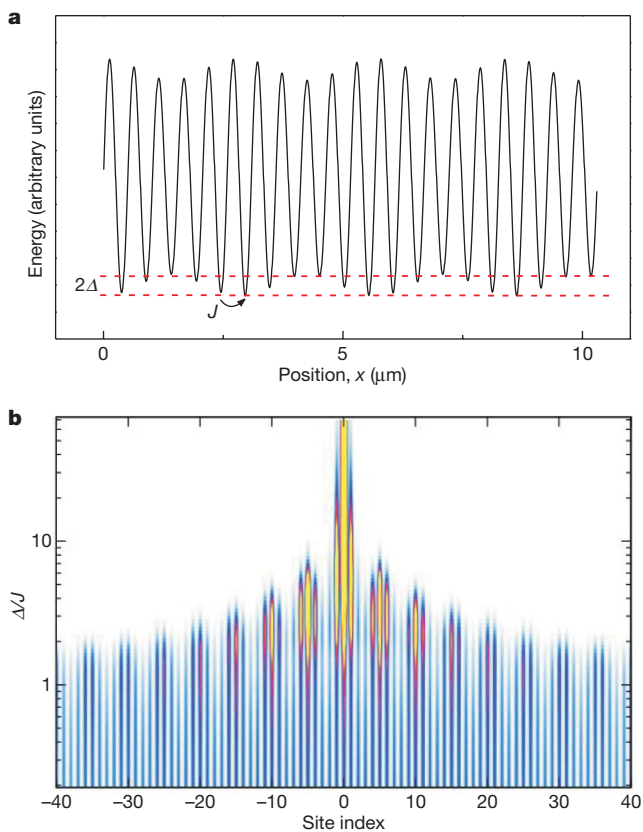 a
Energy (arbitrary units)
2Δ
J
0
5
10
Position, x (μm)
b
Δ/J
10
1
–40
–30
–20
–10
0
10
20
30
40
Site index